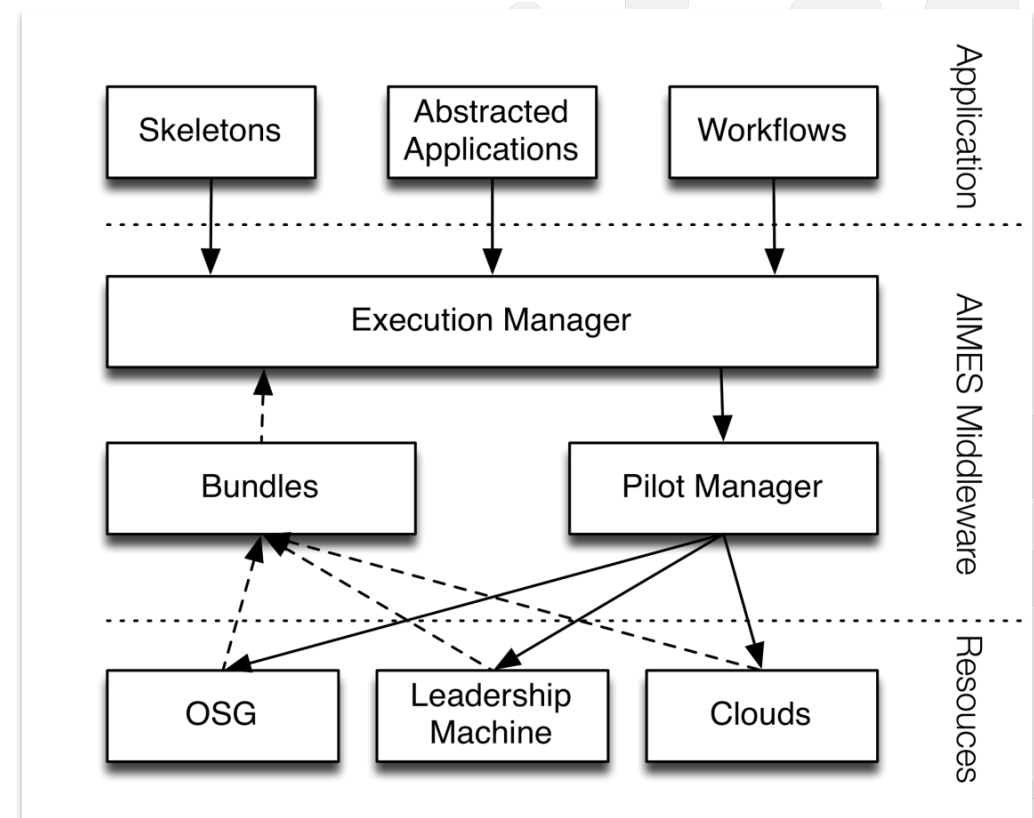 Skeletons
Abstracted
Applications
Workflows
Application
Execution Manager
AIMES Middleware
Bundles
Pilot Manager
OSG
Leadership
Machine
Clouds
Resouces